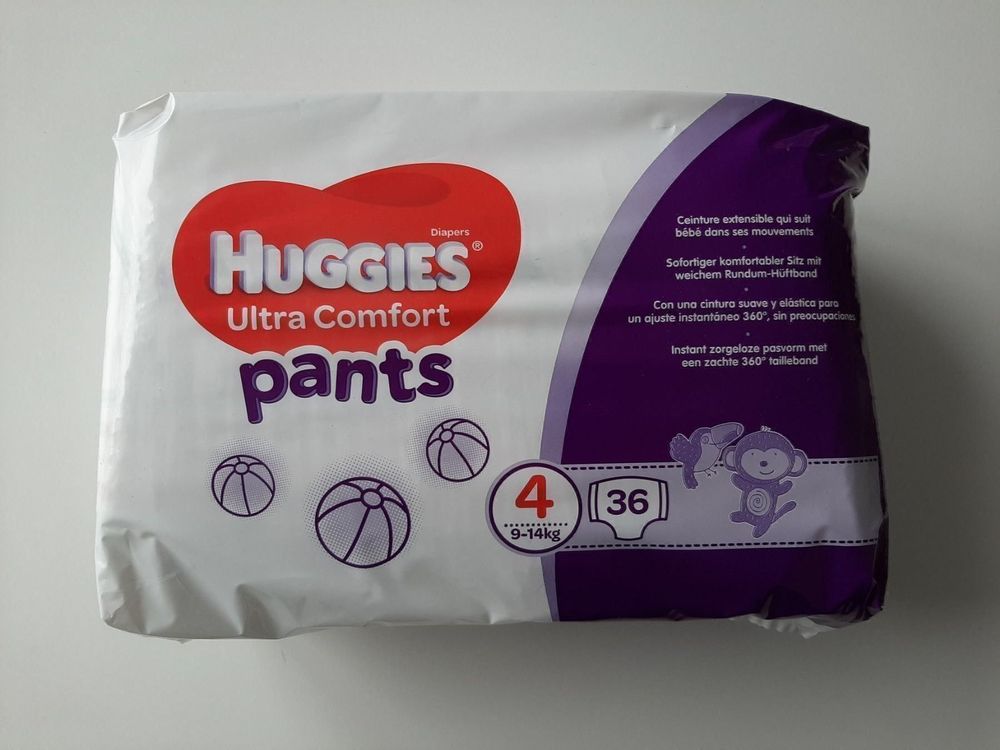 Diapers
HUGGIES®
Ultra Comfort
pants
Ceinture extensible qui suit
bébé dans ses mouvements
Sofortiger komfortabler Sitz mit
weichem Rundum-Hüftband
Con una cintura suave y elástica para
un ajuste instantáneo 360°, sin preocupaciones
Instant zorgeloze pasvorm met
een zachte 360° tailleband
4
9-14kg
36